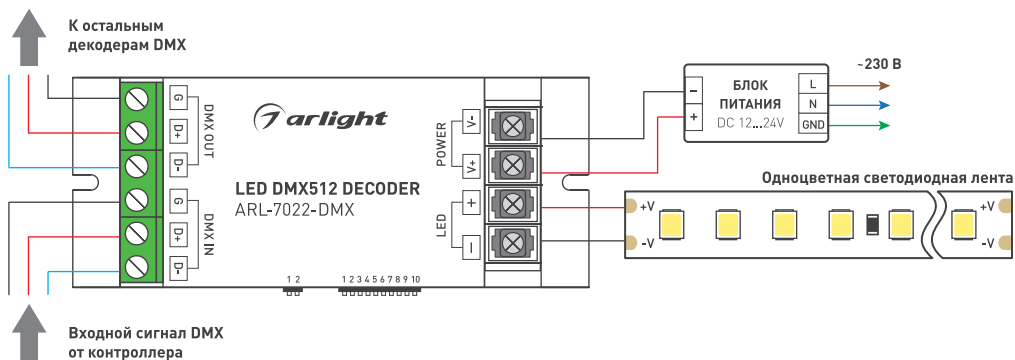 К остальным
декодерам DMX
G
D+
D-
DMX OUT
G
D+
D-
DMX IN
arlight
LED DMX512 DECODER
ARL-7022-DMX
1 2
1 2 3 4 5 6 7 8 9 10
POWER
V-
V+
LED
+
–
–
+
БЛОК
ПИТАНИЯ
DC 12...24V
L
N
GND
~230 В
Одноцветная светодиодная лента
+V
-V
+V
-V
Входной сигнал DMX
от контроллера